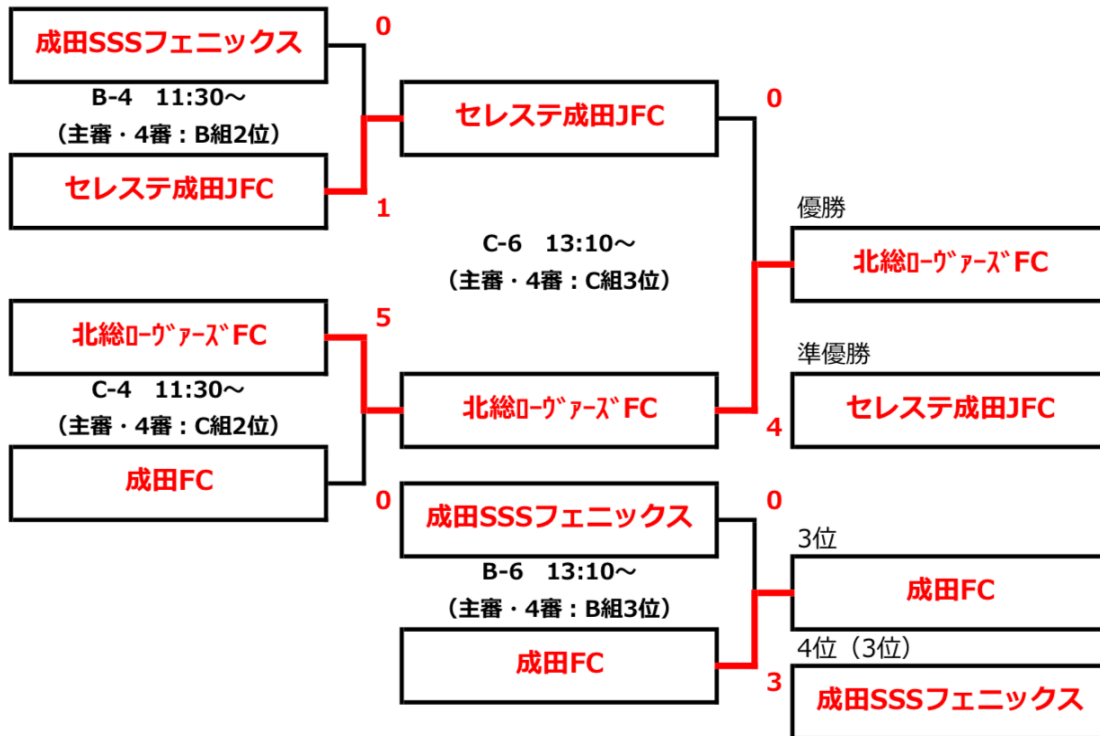 成田SSSフェニックス
0
B-4 11:30～
（主審・4審：B組2位）
セレステ成田JFC
1
セレステ成田JFC
0
C-6 13:10～
（主審・4審：C組3位）
優勝
北総ﾛｰヴｧｰｽﾞFC
北総ﾛｰヴｧｰｽﾞFC
5
C-4 11:30～
（主審・4審：C組2位）
成田FC
0
北総ﾛｰヴｧｰｽﾞFC
4
準優勝
セレステ成田JFC
成田SSSフェニックス
0
B-6 13:10～
（主審・4審：B組3位）
成田FC
3
3位
成田FC
4位（3位）
成田SSSフェニックス